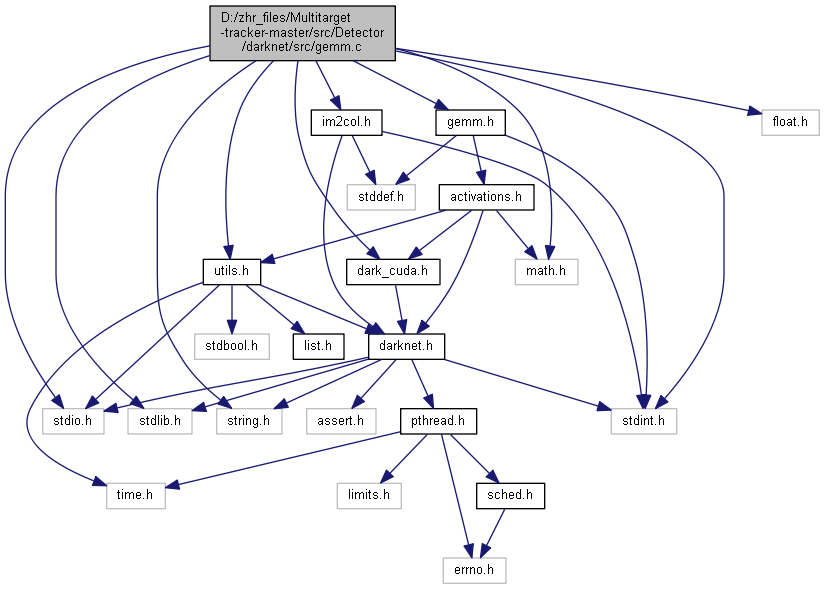 D:/zhr_files/Multitarget
-tracker-master/src/Detector
/darknet/src/gemm.c
im2col.h
gemm.h
float.h
stddef.h
activations.h
utils.h
dark_cuda.h
math.h
stdbool.h
list.h
darknet.h
stdio.h
stdlib.h
string.h
assert.h
pthread.h
stdint.h
time.h
limits.h
sched.h
errno.h